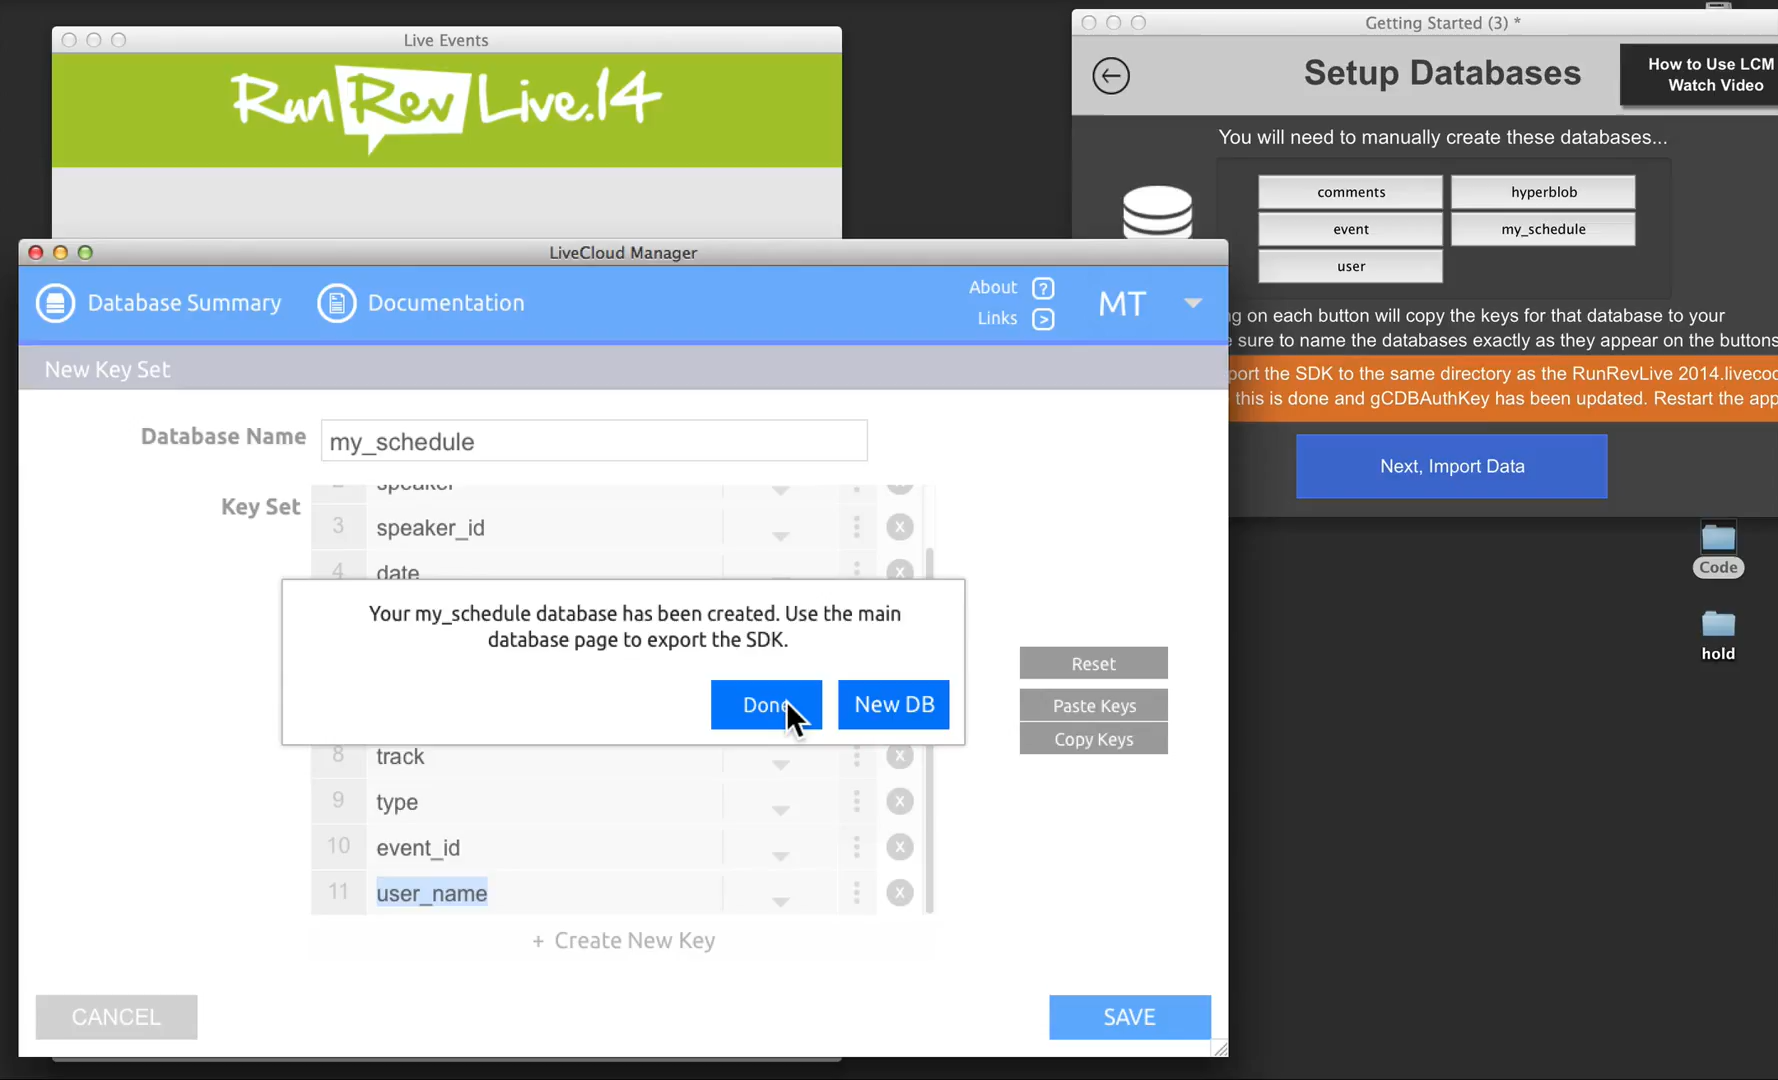 Live Events
RunRevLive.14
Getting Started (3) *
Setup Databases
How to Use LCM
Watch Video
You will need to manually create these databases...
comments
hyperblob
event
my_schedule
user
g on each button will copy the keys for that database to your
sure to name the databases exactly as they appear on the buttons
port the SDK to the same directory as the RunRevLive 2014.liveco
this is done and gCDBAuthKey has been updated. Restart the app
Next, Import Data
Code
hold
LiveCloud Manager
Database Summary
Documentation
About ?
Links >
MT
New Key Set
Database Name
my_schedule
Key Set
2 speaker
3 speaker_id
4 date
Your my_schedule database has been created. Use the main
database page to export the SDK.
Done
New DB
8 track
9 type
10 event_id
11 user_name
+ Create New Key
Reset
Paste Keys
Copy Keys
CANCEL
SAVE